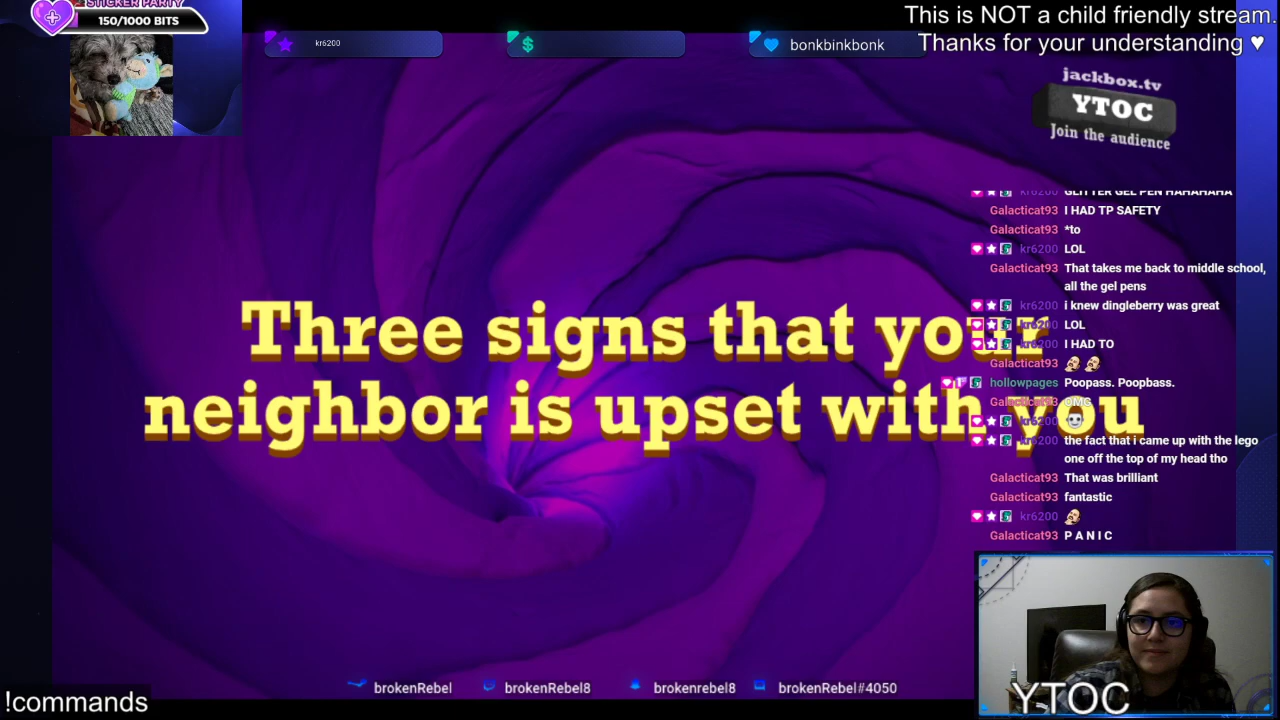 STICKER PARTY
150/1000 BITS
kr6200
bonkbinkbonk
This is NOT a child friendly stream.
Thanks for your understanding ♥
jackbox.tv
YTOC
Join the audience
Three signs that your
neighbor is upset with you
kr6200 GLITTER GEL PEN HAHAHAHA
Galacticat93 I HAD TP SAFETY
Galacticat93 *to
kr6200 LOL
Galacticat93 That takes me back to middle school,
all the gel pens
kr6200 i knew dingleberry was great
kr6200 LOL
kr6200 I HAD TO
Galacticat93
hollowpages Poopass. Poopbass.
Galacticat93 OMG
kr6200
kr6200 the fact that i came up with the lego
one off the top of my head tho
Galacticat93 That was brilliant
Galacticat93 fantastic
kr6200
Galacticat93 P A N I C
brokenRebel
brokenRebel8
brokenrebel8
brokenRebel#4050
!commands
YTOC